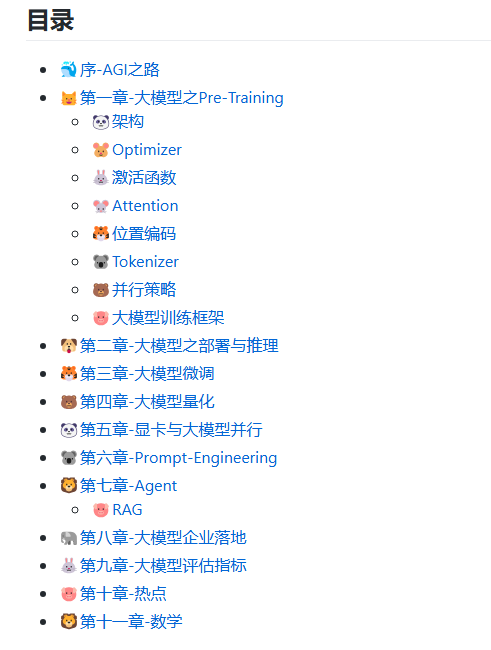 目录
序-AGI之路
第一章-大模型之Pre-Training
架构
Optimizer
激活函数
Attention
位置编码
Tokenizer
并行策略
大模型训练框架
第二章-大模型之部署与推理
第三章-大模型微调
第四章-大模型量化
第五章-显卡与大模型并行
第六章-Prompt-Engineering
第七章-Agent
RAG
第八章-大模型企业落地
第九章-大模型评估指标
第十章-热点
第十一章-数学